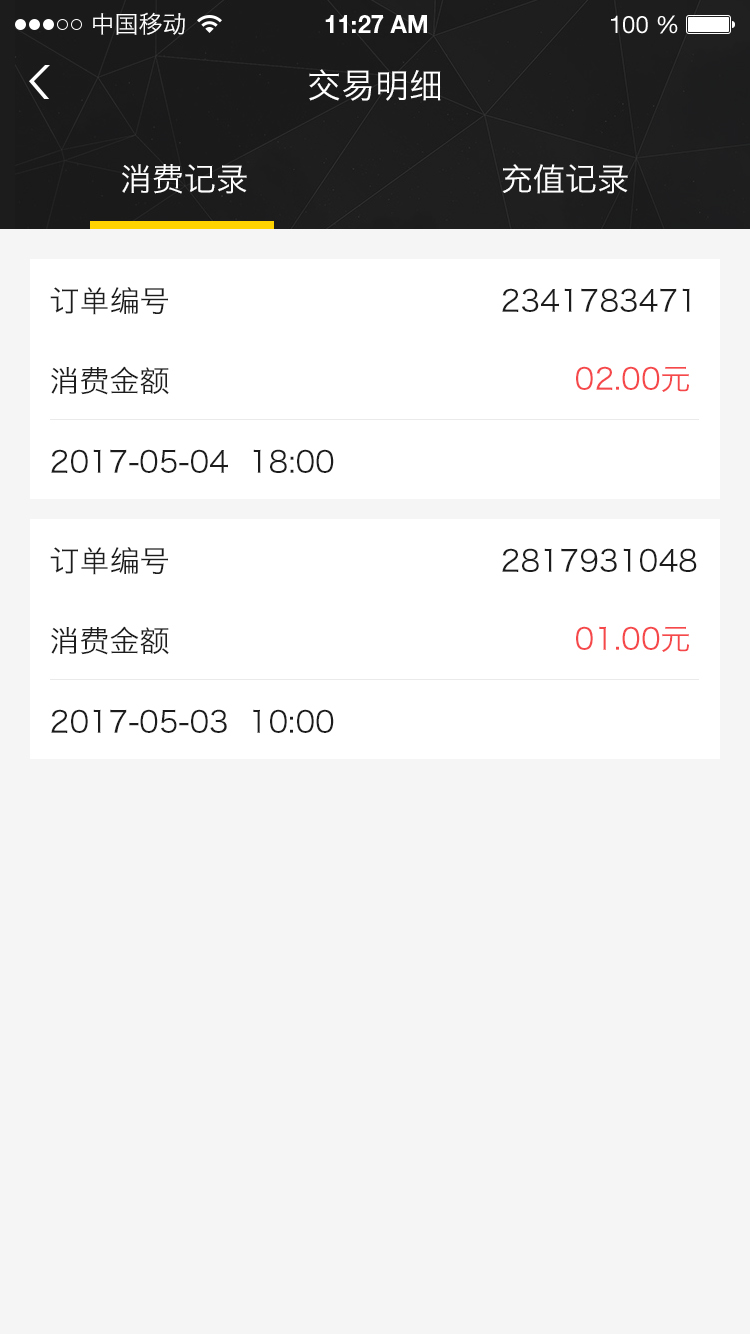 中国移动 11:27 AM 100 %
交易明细
消费记录 充值记录
订单编号 2341783471
消费金额 02.00元
2017-05-04 18:00
订单编号 2817931048
消费金额 01.00元
2017-05-03 10:00